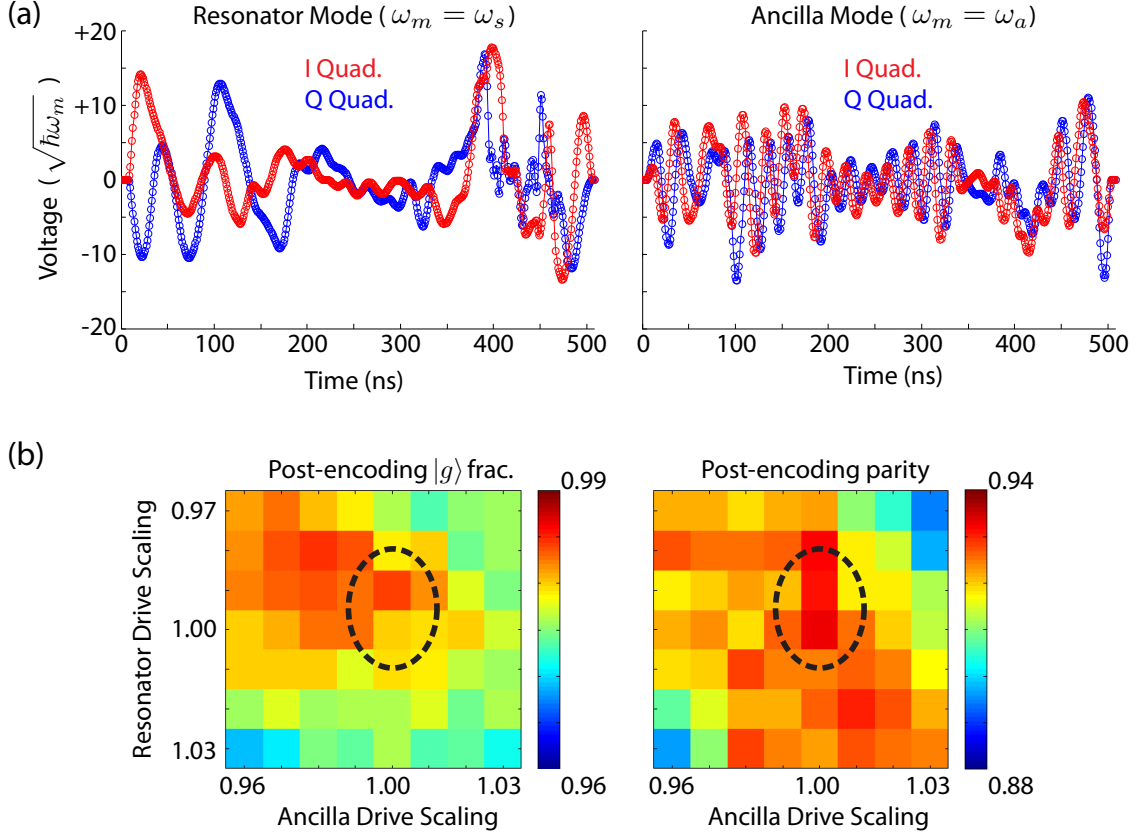 (a)
Resonator Mode ( ω_m = ω_s )
Ancilla Mode ( ω_m = ω_a )
Voltage ( √ħω_m )
+20
+10
0
-10
-20
I Quad.
Q Quad.
I Quad.
Q Quad.
0 100 200 300 400 500
Time (ns)
0 100 200 300 400 500
Time (ns)
(b)
Post-encoding |g⟩ frac.
0.99
Post-encoding parity
0.94
Resonator Drive Scaling
0.97
1.00
1.03
0.96 1.00 1.03
0.96
Ancilla Drive Scaling
0.96 1.00 1.03
0.88
Ancilla Drive Scaling